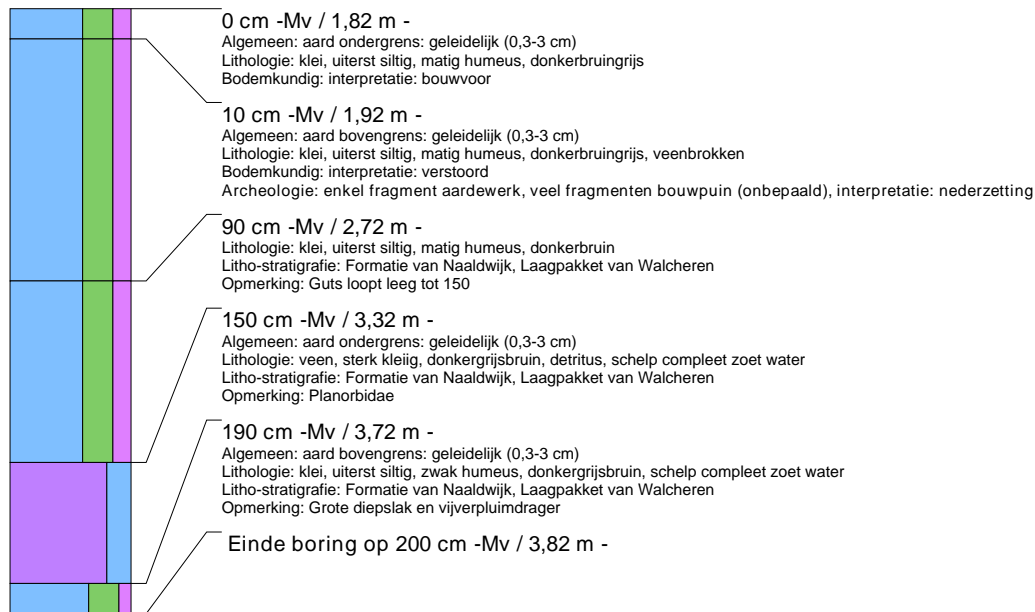 0 cm -Mv / 1,82 m -
Algemeen: aard ondergrens: geleidelijk (0,3-3 cm)
Lithologie: klei, uiterst siltig, matig humeus, donkerbruingrijs
Bodemkundig: interpretatie: bouwvoor
10 cm -Mv / 1,92 m -
Algemeen: aard bovengrens: geleidelijk (0,3-3 cm)
Lithologie: klei, uiterst siltig, matig humeus, donkerbruingrijs, veenbrokken
Bodemkundig: interpretatie: verstoord
Archeologie: enkel fragment aardewerk, veel fragmenten bouwpuin (onbepaald), interpretatie: nederzetting
90 cm -Mv / 2,72 m -
Lithologie: klei, uiterst siltig, matig humeus, donkerbruin
Litho-stratigrafie: Formatie van Naaldwijk, Laagpakket van Walcheren
Opmerking: Guts loopt leeg tot 150
150 cm -Mv / 3,32 m -
Algemeen: aard ondergrens: geleidelijk (0,3-3 cm)
Lithologie: veen, sterk kleiig, donkergrijsbruin, detritus, schelp compleet zoet water
Litho-stratigrafie: Formatie van Naaldwijk, Laagpakket van Walcheren
Opmerking: Planorbidae
190 cm -Mv / 3,72 m -
Algemeen: aard bovengrens: geleidelijk (0,3-3 cm)
Lithologie: klei, uiterst siltig, zwak humeus, donkergrijsbruin, schelp compleet zoet water
Litho-stratigrafie: Formatie van Naaldwijk, Laagpakket van Walcheren
Opmerking: Grote diepslak en vijverpluimdrager
Einde boring op 200 cm -Mv / 3,82 m -